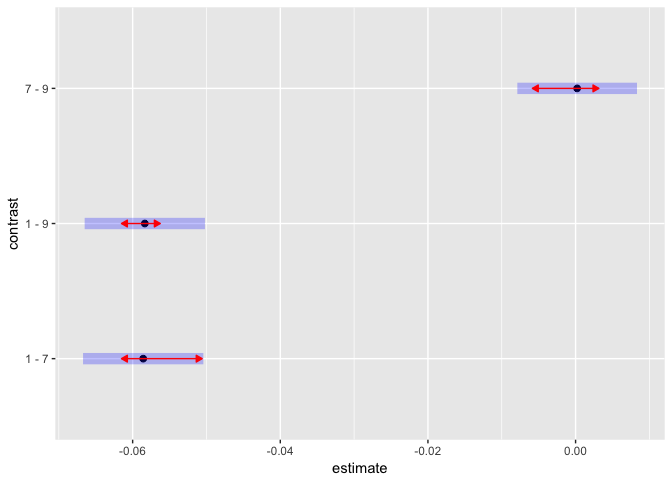 contrast
7 - 9
1 - 9
1 - 7
-0.06
-0.04
-0.02
0.00
estimate